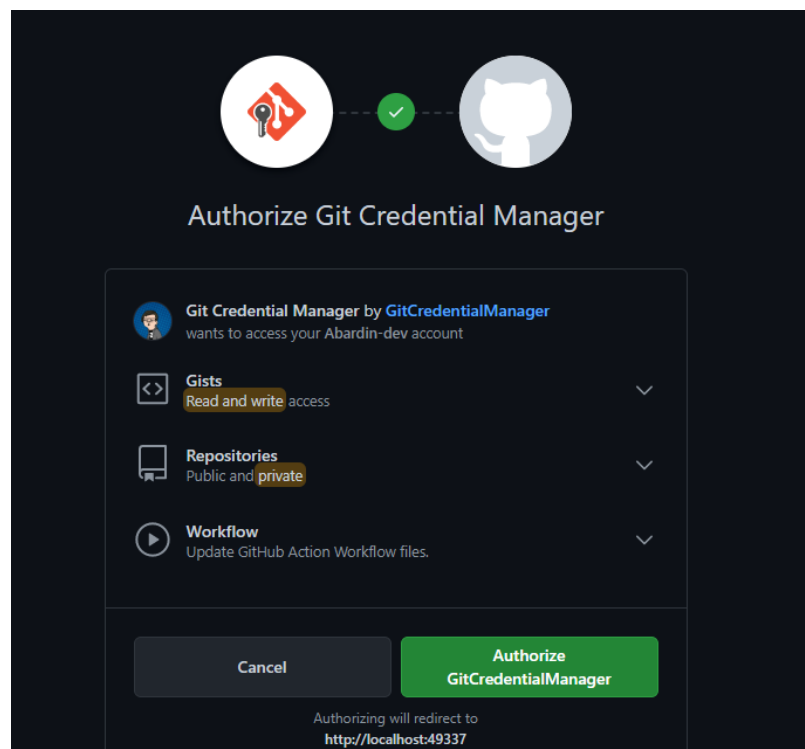 Authorize Git Credential Manager
Git Credential Manager by GitCredentialManager
wants to access your Abardin-dev account
Gists
Read and write access
Repositories
Public and private
Workflow
Update GitHub Action Workflow files.
Cancel
Authorize
GitCredentialManager
Authorizing will redirect to
http://localhost:49337